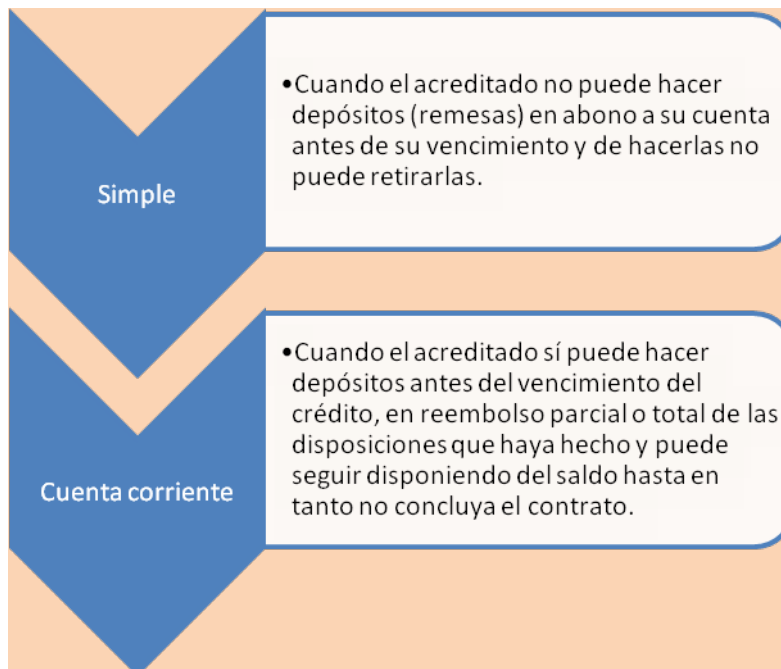 Simple
•Cuando el acreditado no puede hacer
depósitos (remesas) en abono a su cuenta
antes de su vencimiento y de hacerlas no
puede retirarlas.
Cuenta corriente
•Cuando el acreditado sí puede hacer
depósitos antes del vencimiento del
crédito, en reembolso parcial o total de las
disposiciones que haya hecho y puede
seguir disponiendo del saldo hasta en
tanto no concluya el contrato.